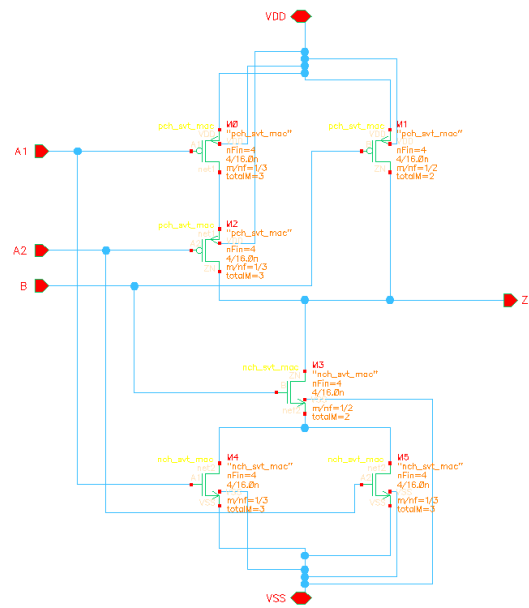 VDD
pch_svt_mac
M0
"pch_svt_mac"
nFin=4
4/16.0n
m/nf=1/3
totalM=3
pch_svt_mac
M1
"pch_svt_mac"
nFin=4
4/16.0n
m/nf=1/2
totalM=2
A1
pch_svt_mac
M2
"pch_svt_mac"
nFin=4
4/16.0n
m/nf=1/3
totalM=3
A2
B
Z
nch_svt_mac
M3
"nch_svt_mac"
nFin=4
4/16.0n
m/nf=1/2
totalM=2
nch_svt_mac
M4
"nch_svt_mac"
nFin=4
4/16.0n
m/nf=1/3
totalM=3
nch_svt_mac
M5
"nch_svt_mac"
nFin=4
4/16.0n
m/nf=1/3
totalM=3
VSS